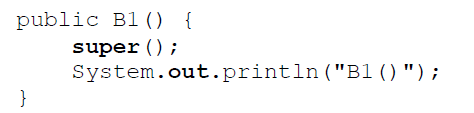 public B1() {
    super();
    System.out.println("B1()");
}